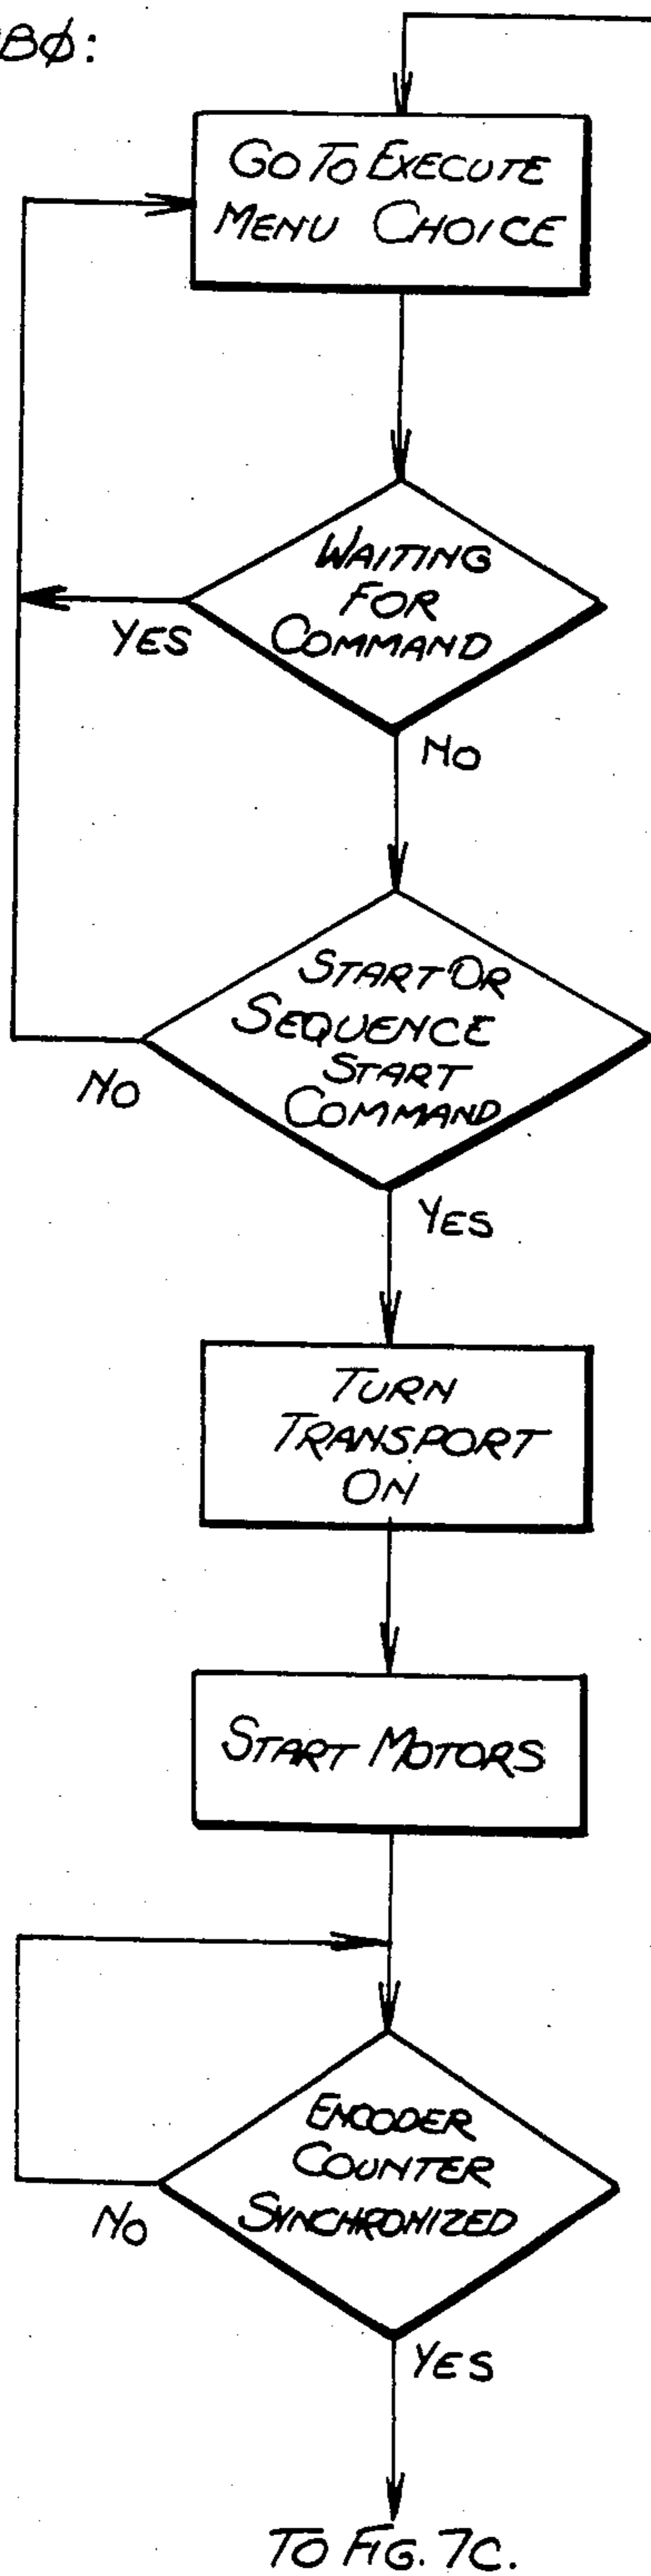 BØ:
GO TO EXECUTE
MENU CHOICE
WAITING
FOR
COMMAND
YES
NO
START OR
SEQUENCE
START
COMMAND
NO
YES
TURN
TRANSPORT
ON
START MOTORS
ENCODER
COUNTER
SYNCHRONIZED
NO
YES
TO FIG. 7C.